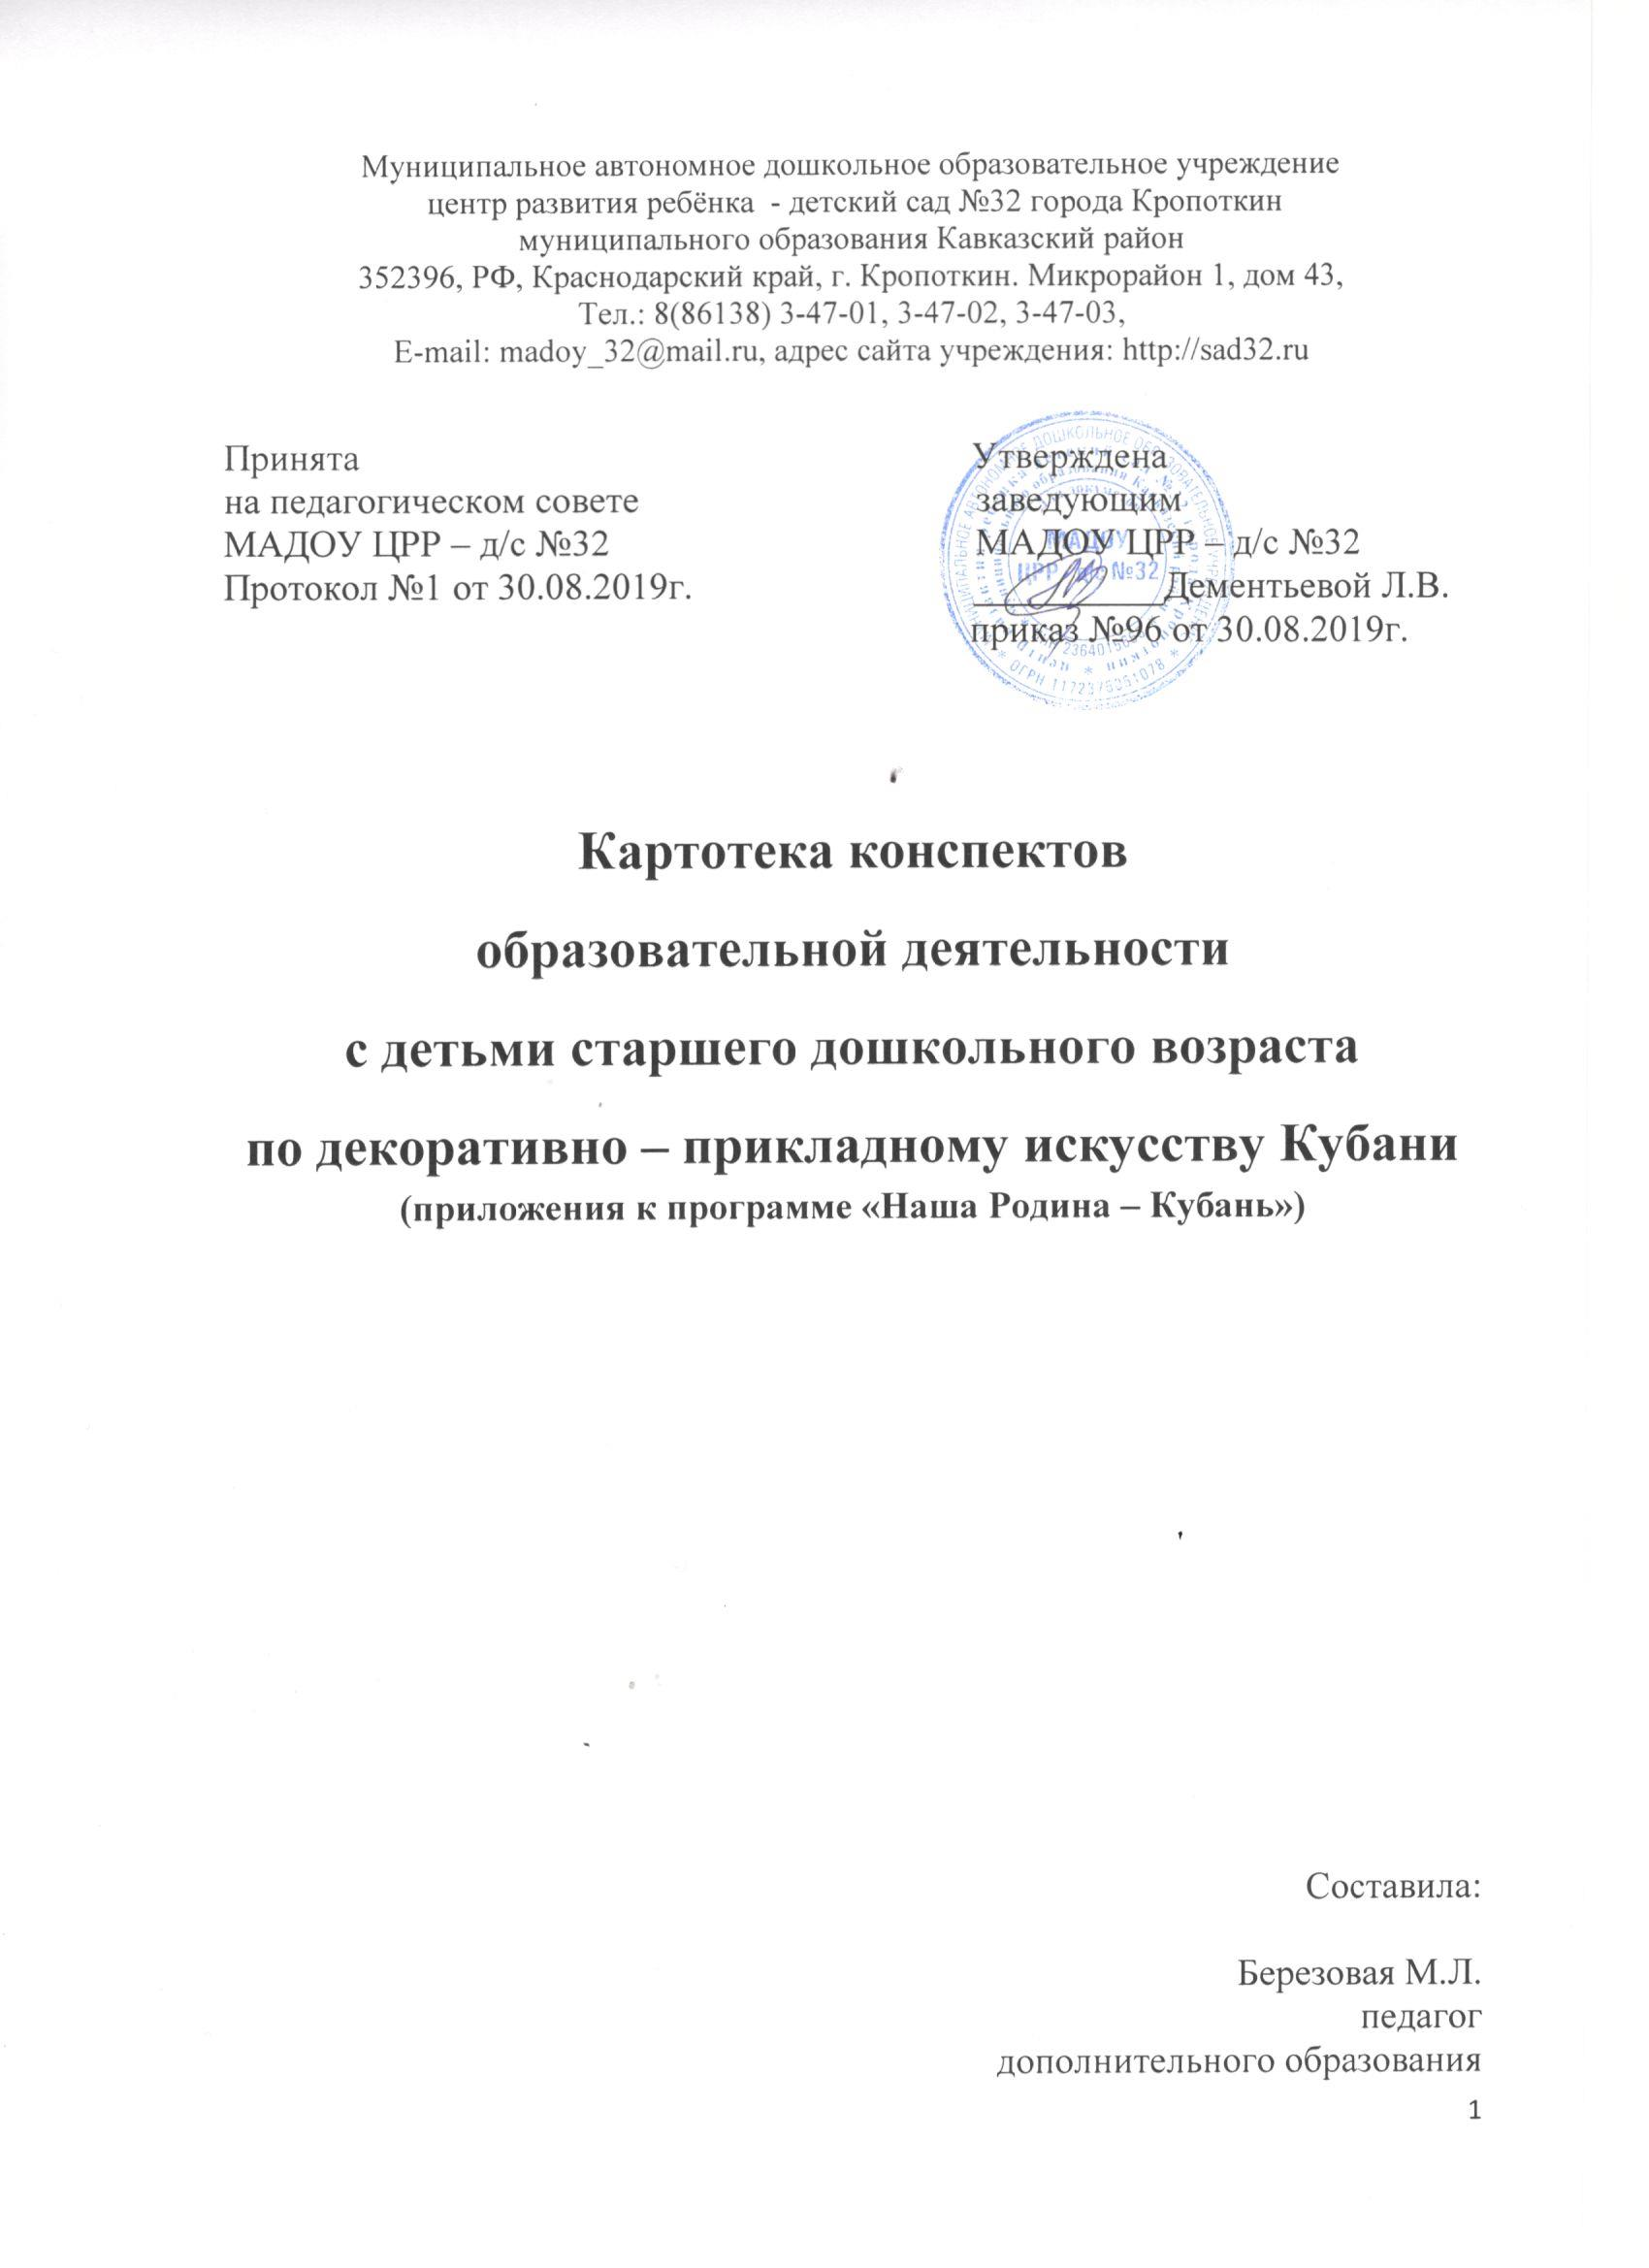 Муниципальное автономное дошкольное образовательное учреждение
центр развития ребёнка - детский сад №32 города Кропоткин
муниципального образования Кавказский район
352396, РФ, Краснодарский край, г. Кропоткин. Микрорайон 1, дом 43,
Тел.: 8(86138) 3-47-01, 3-47-02, 3-47-03,
E-mail: madoy_32@mail.ru, адрес сайта учреждения: http://sad32.ru
Принята
на педагогическом совете
МАДОУ ЦРР – д/с №32
Протокол №1 от 30.08.2019г.
Утверждена
заведующим
МАДОУ ЦРР – д/с №32
__________Дементьевой Л.В.
приказ №96 от 30.08.2019г.
МАДОУ
ЦРР №32
Картотека конспектов
образовательной деятельности
с детьми старшего дошкольного возраста
по декоративно – прикладному искусству Кубани
(приложения к программе «Наша Родина – Кубань»)
Составила:
Березовая М.Л.
педагог
дополнительного образования
1